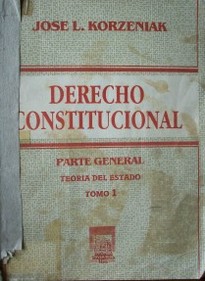 JOSE L. KORZENIAK
DERECHO
CONSTITUCIONAL
PARTE GENERAL
TEORIA DEL ESTADO
TOMO I